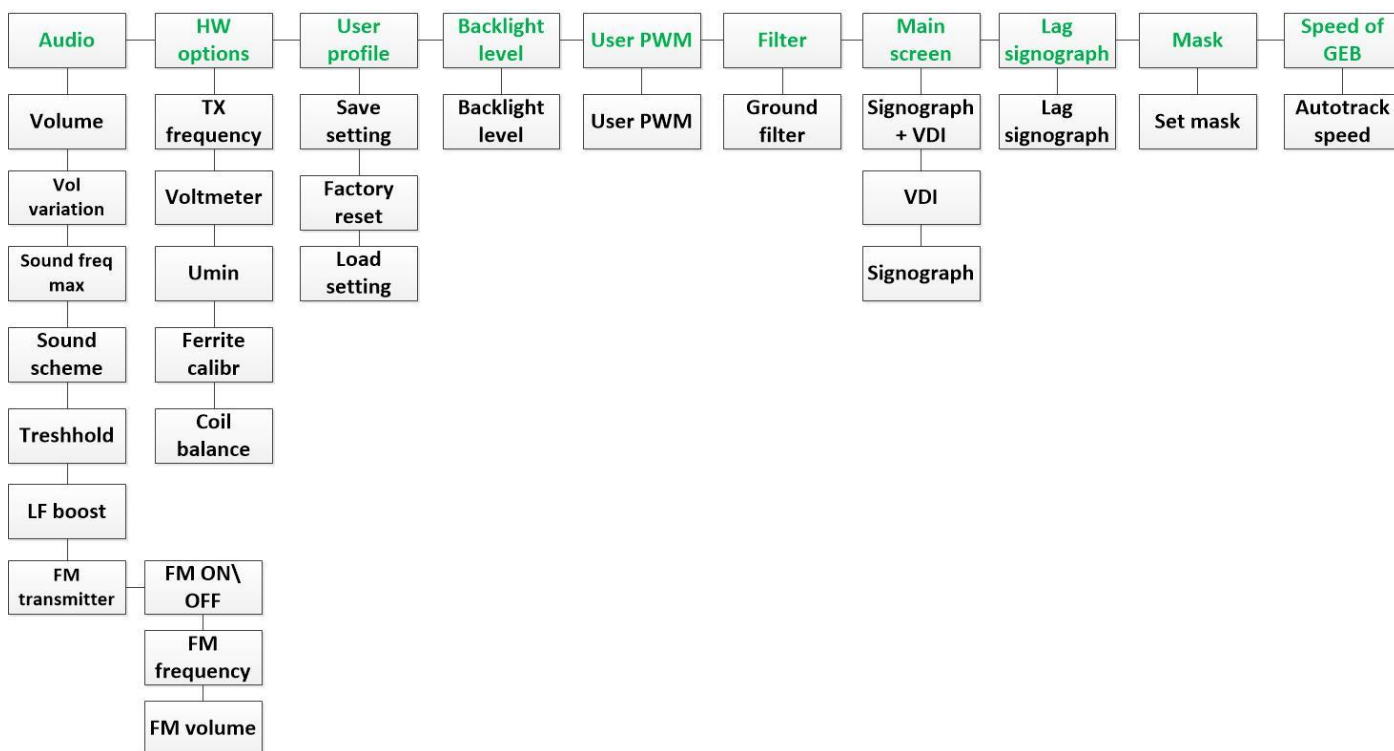 Audio
HW
options
User
profile
Backlight
level
User PWM
Filter
Main
screen
Lag
signograph
Mask
Speed of
GEB
Volume
TX
frequency
Save
setting
Backlight
level
User PWM
Ground
filter
Signograph
+ VDI
Lag
signograph
Set mask
Autotrack
speed
Vol
variation
Voltmeter
Factory
reset
VDI
Sound freq
max
Umin
Load
setting
Signograph
Sound
scheme
Ferrite
calibr
Treshhold
Coil
balance
LF boost
FM
transmitter
FM ON\
OFF
FM
frequency
FM volume